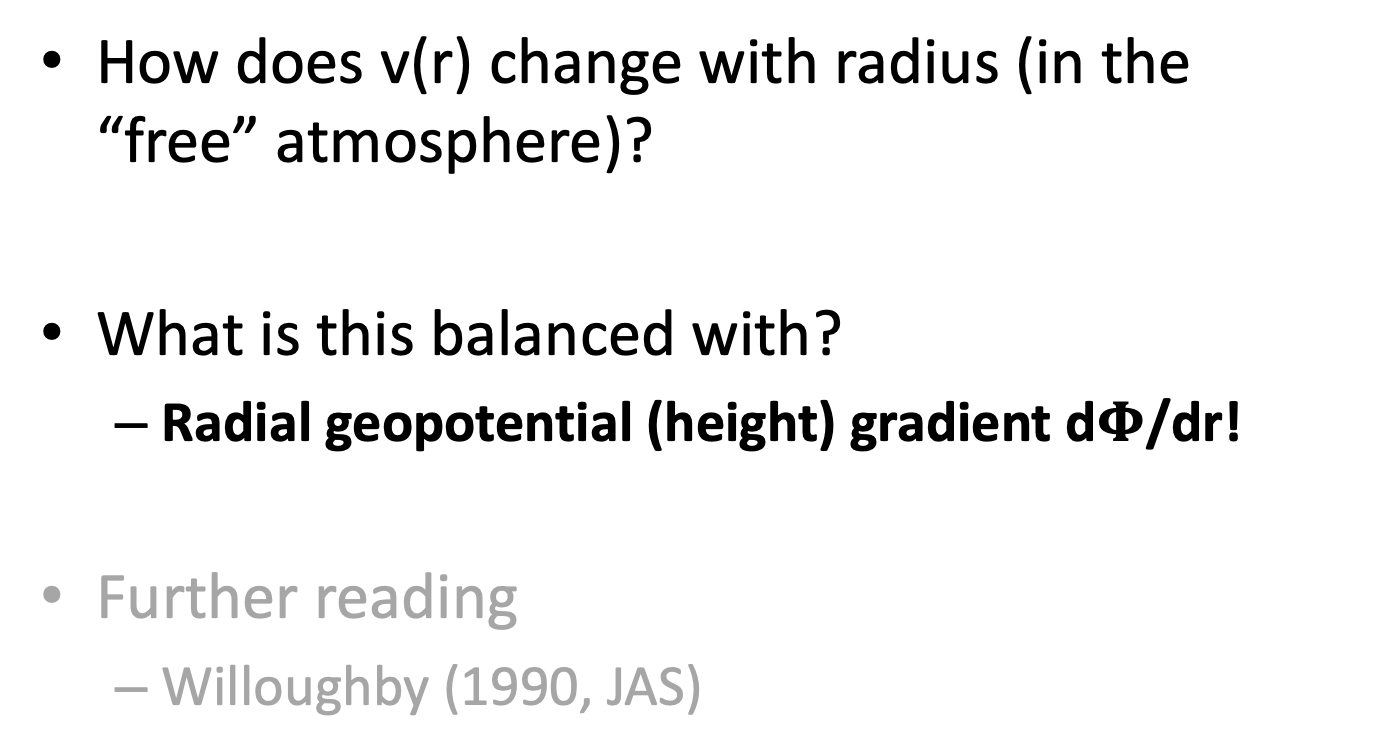 • How does v(r) change with radius (in the
“free” atmosphere)?
• What is this balanced with?
– Radial geopotential (height) gradient dΦ/dr!
• Further reading
– Willoughby (1990, JAS)